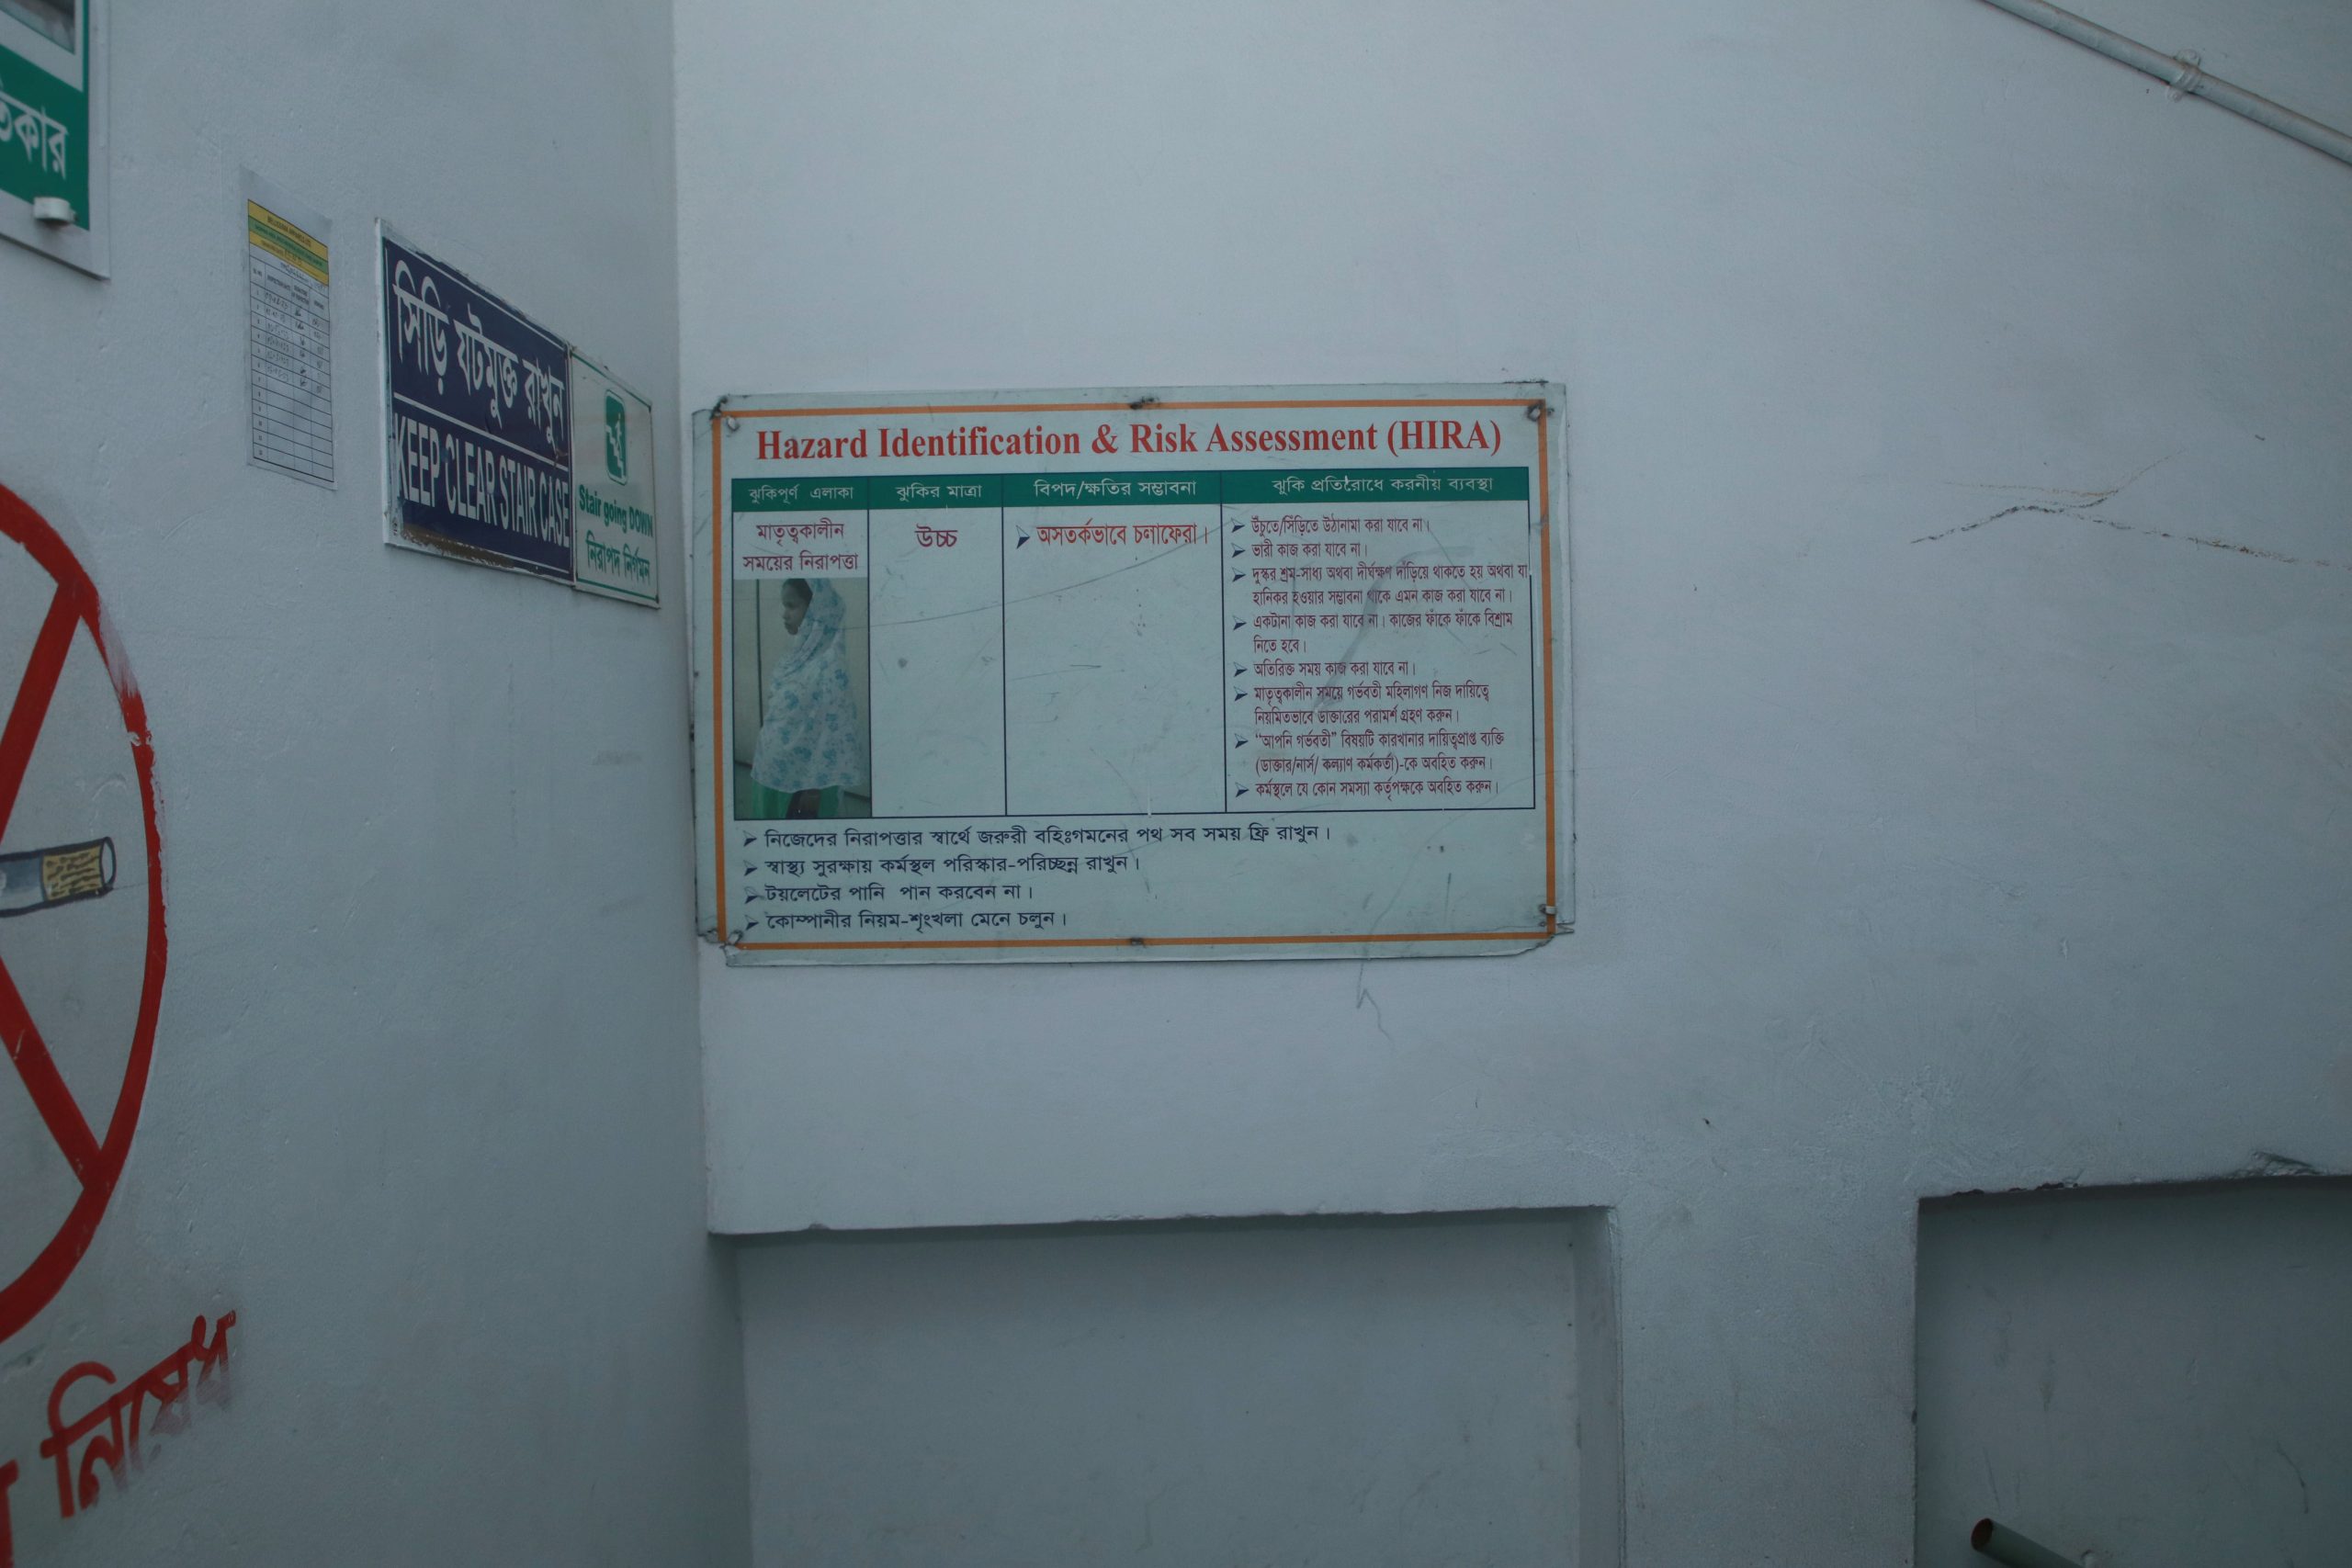 তিকার
সিড়ি যটমুক্ত রাখুন
KEEP CLEAR STAIR CASE
Stair going DOWN
নিরাপদ নির্গমন
Hazard Identification & Risk Assessment (HIRA)
ঝুকিপূর্ণ এলাকা
ঝুকির মাত্রা
বিপদ/ক্ষতির সম্ভাবনা
ঝুকি প্রতিরোধে করনীয় ব্যবস্থা
মাতৃত্বকালীন
সময়ের নিরাপত্তা
উচ্চ
➢ অসতর্কভাবে চলাফেরা।
➢ উঁচুতে/সিঁড়িতে উঠানামা করা যাবে না।
➢ ভারী কাজ করা যাবে না।
➢ দুস্কর শ্রম-সাধ্য অথবা দীর্ঘক্ষণ দাঁড়িয়ে থাকতে হয় অথবা যা
হানিকর হওয়ার সম্ভাবনা থাকে এমন কাজ করা যাবে না।
➢ একটানা কাজ করা যাবে না। কাজের ফাঁকে ফাঁকে বিশ্রাম
নিতে হবে।
➢ অতিরিক্ত সময় কাজ করা যাবে না।
➢ মাতৃত্বকালীন সময়ে গর্ভবতী মহিলাগণ নিজ দায়িত্বে
নিয়মিতভাবে ডাক্তারের পরামর্শ গ্রহণ করুন।
➢ “আপনি গর্ভবতী” বিষয়টি কারখানার দায়িত্বপ্রাপ্ত ব্যক্তি
(ডাক্তার/নার্স/ কল্যাণ কর্মকর্তা)-কে অবহিত করুন।
➢ কর্মস্থলে যে কোন সমস্যা কর্তৃপক্ষকে অবহিত করুন।
➢ নিজেদের নিরাপত্তার স্বার্থে জরুরী বহিঃগমনের পথ সব সময় ফ্রি রাখুন।
➢ স্বাস্থ্য সুরক্ষায় কর্মস্থল পরিস্কার-পরিচ্ছন্ন রাখুন।
➢ টয়লেটের পানি পান করবেন না।
➢ কোম্পানীর নিয়ম-শৃংখলা মেনে চলুন।
নিষেধ